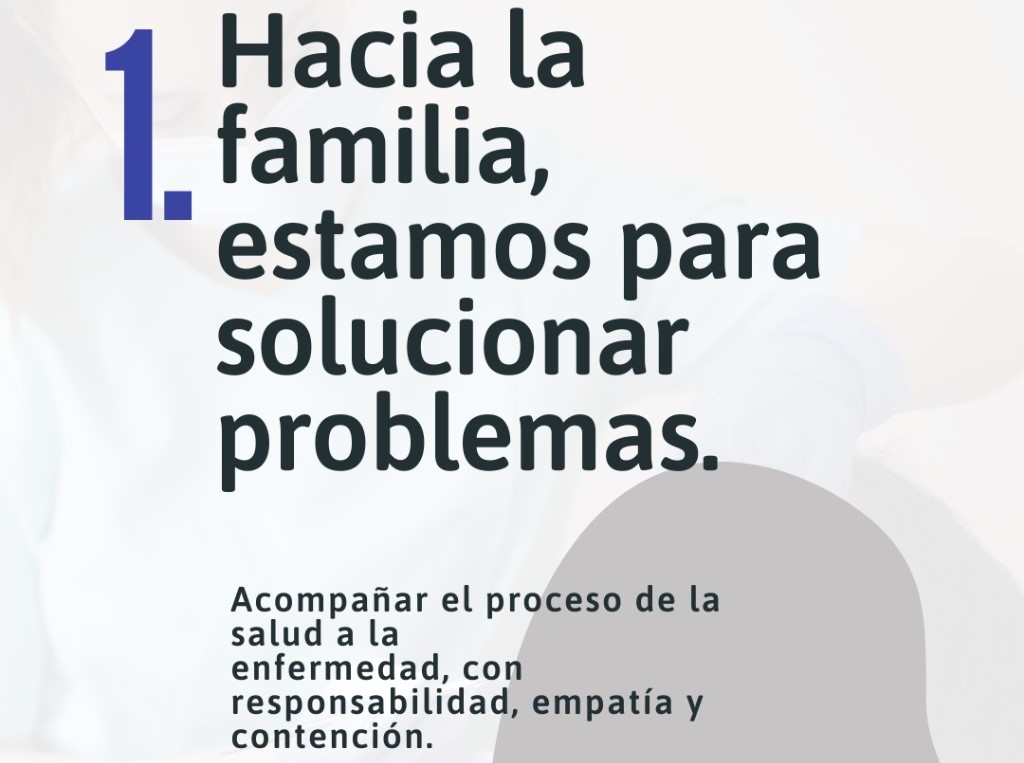 1. Hacia la
familia,
estamos para
solucionar
problemas.
Acompañar el proceso de la
salud a la
enfermedad, con
responsabilidad, empatía y
contención.